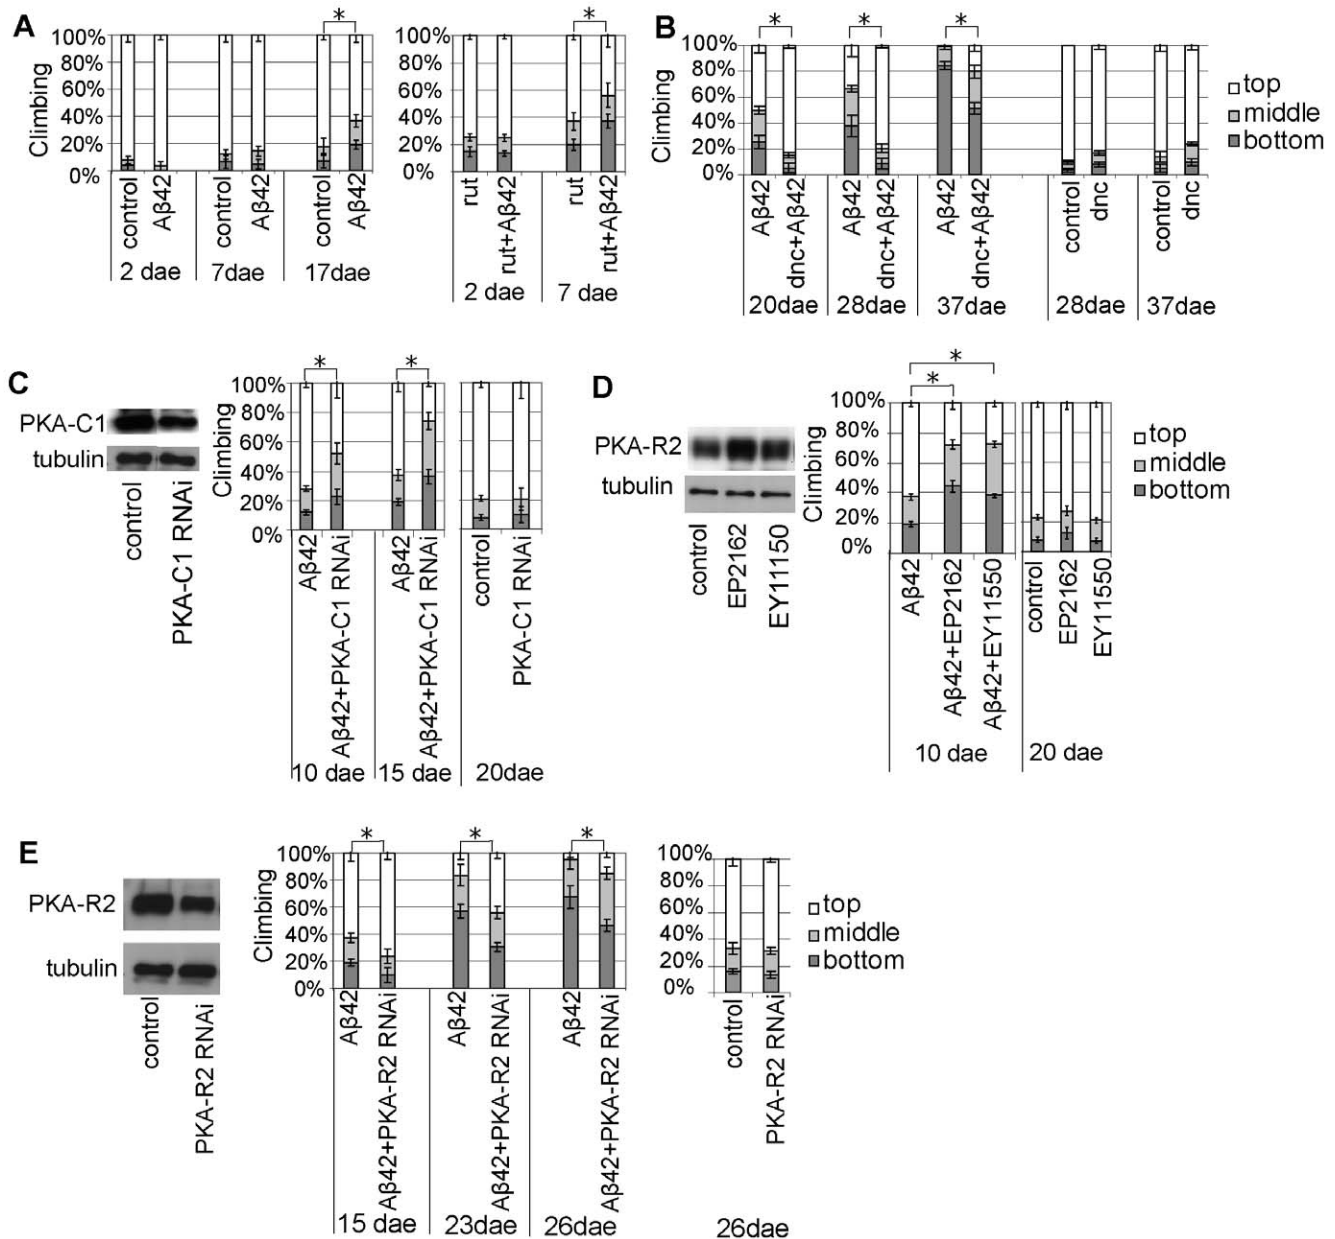 A
Climbing
100%
80%
60%
40%
20%
0%
control
Aβ42
control
Aβ42
control
Aβ42
2 dae
7dae
17dae
*
100%
80%
60%
40%
20%
0%
rut
rut+Aβ42
rut
rut+Aβ42
2 dae
7 dae
*
B
Climbing
100%
80%
60%
40%
20%
0%
*
*
*
Aβ42
dnc+Aβ42
Aβ42
dnc+Aβ42
Aβ42
dnc+Aβ42
control
dnc
control
dnc
20dae
28dae
37dae
28dae
37dae
top
middle
bottom
C
PKA-C1
tubulin
control
PKA-C1 RNAi
Climbing
100%
80%
60%
40%
20%
0%
*
*
Aβ42
Aβ42+PKA-C1 RNAi
Aβ42
Aβ42+PKA-C1 RNAi
control
PKA-C1 RNAi
10 dae
15 dae
20dae
D
PKA-R2
tubulin
control
EP2162
EY11150
Climbing
100%
80%
60%
40%
20%
0%
*
*
Aβ42
Aβ42+EP2162
Aβ42+EY11550
control
EP2162
EY11550
10 dae
20 dae
top
middle
bottom
E
PKA-R2
tubulin
control
PKA-R2 RNAi
Climbing
100%
80%
60%
40%
20%
0%
*
*
*
Aβ42
Aβ42+PKA-R2 RNAi
Aβ42
Aβ42+PKA-R2 RNAi
Aβ42
Aβ42+PKA-R2 RNAi
15 dae
23dae
26dae
100%
80%
60%
40%
20%
0%
control
PKA-R2 RNAi
26dae
top
middle
bottom